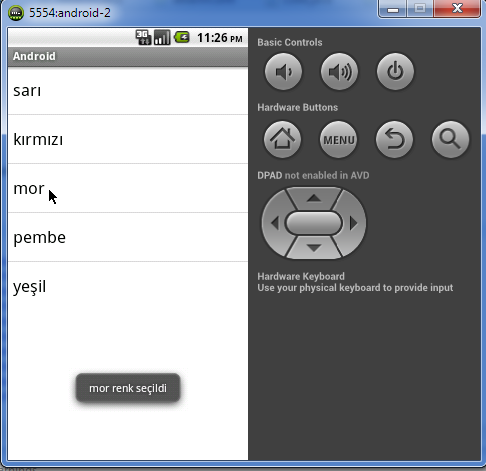 5554:android-2
3G
11:26 PM
Android
sarı
kırmızı
mor
pembe
yeşil
mor renk seçildi
Basic Controls
Hardware Buttons
MENU
DPAD not enabled in AVD
Hardware Keyboard
Use your physical keyboard to provide input